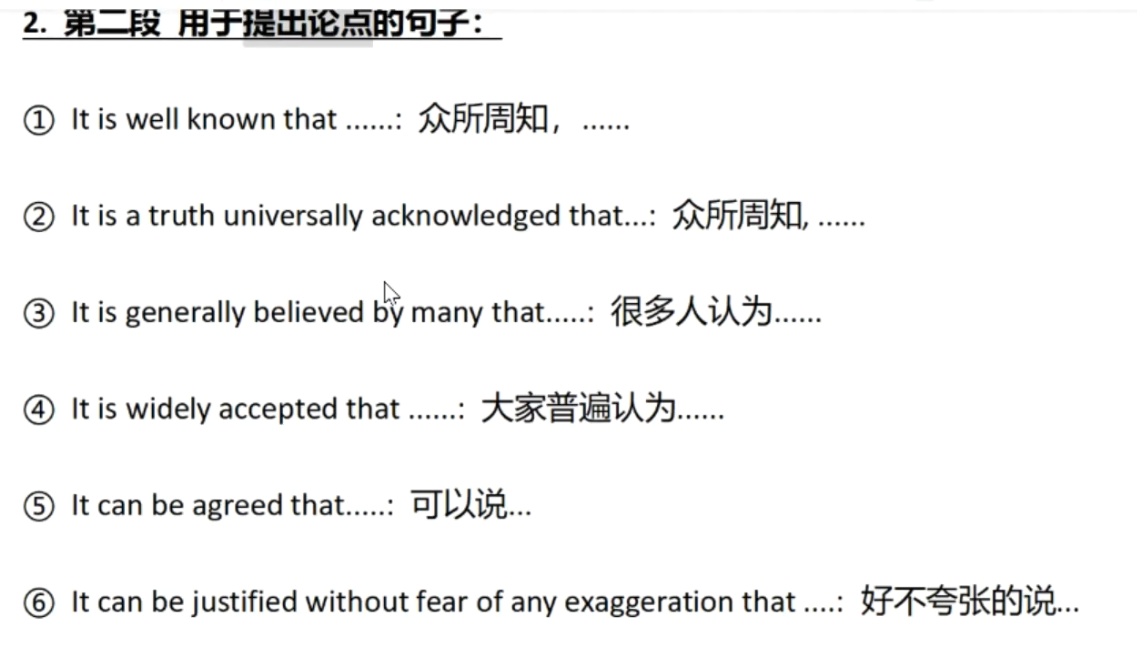 2. 第二段 用于提出论点的句子：
① It is well known that ......: 众所周知，......
② It is a truth universally acknowledged that...: 众所周知, ......
③ It is generally believed by many that.....: 很多人认为......
④ It is widely accepted that ......: 大家普遍认为......
⑤ It can be agreed that.....: 可以说...
⑥ It can be justified without fear of any exaggeration that ....: 好不夸张的说...